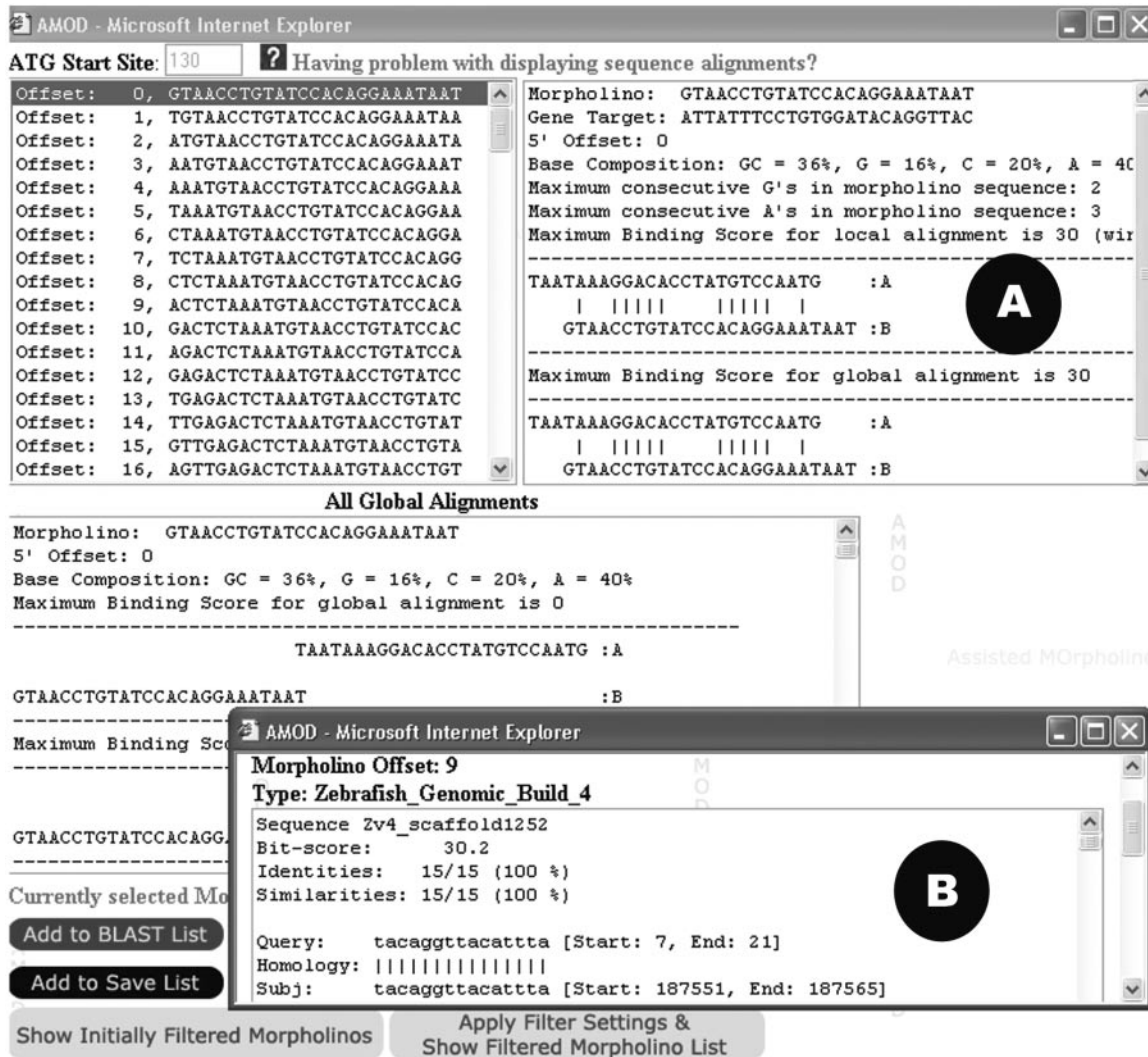 AMOD - Microsoft Internet Explorer
ATG Start Site: 130 ? Having problem with displaying sequence alignments?
Offset: 0, GTAACCTGTATCCACAGGAAATAAT
Offset: 1, TGTAACCTGTATCCACAGGAAATAA
Offset: 2, ATGTAACCTGTATCCACAGGAAATA
Offset: 3, AATGTAACCTGTATCCACAGGAAAT
Offset: 4, AAATGTAACCTGTATCCACAGGAAA
Offset: 5, TAAATGTAACCTGTATCCACAGGAA
Offset: 6, CTAAATGTAACCTGTATCCACAGGA
Offset: 7, TCTAAATGTAACCTGTATCCACAGG
Offset: 8, CTCTAAATGTAACCTGTATCCACAG
Offset: 9, ACTCTAAATGTAACCTGTATCCACA
Offset: 10, GACTCTAAATGTAACCTGTATCCAC
Offset: 11, AGACTCTAAATGTAACCTGTATCCA
Offset: 12, GAGACTCTAAATGTAACCTGTATCC
Offset: 13, TGAGACTCTAAATGTAACCTGTATC
Offset: 14, TTGAGACTCTAAATGTAACCTGTAT
Offset: 15, GTTGAGACTCTAAATGTAACCTGTA
Offset: 16, AGTTGAGACTCTAAATGTAACCTGT
Morpholino: GTAACCTGTATCCACAGGAAATAAT
Gene Target: ATTATTTCCTGTGGATACAGGTTAC
5' Offset: 0
Base Composition: GC = 36%, G = 16%, C = 20%, A = 40
Maximum consecutive G's in morpholino sequence: 2
Maximum consecutive A's in morpholino sequence: 3
Maximum Binding Score for local alignment is 30 (wir
--------------------------------------------------
TAATAAAGGACACCTATGTCCAATG :A
| ||||| ||||| |
GTAACCTGTATCCACAGGAAATAAT :B
--------------------------------------------------
Maximum Binding Score for global alignment is 30
--------------------------------------------------
TAATAAAGGACACCTATGTCCAATG :A
| ||||| ||||| |
GTAACCTGTATCCACAGGAAATAAT :B
A
All Global Alignments
Morpholino: GTAACCTGTATCCACAGGAAATAAT
5' Offset: 0
Base Composition: GC = 36%, G = 16%, C = 20%, A = 40%
Maximum Binding Score for global alignment is 0
--------------------------------------------------
TAATAAAGGACACCTATGTCCAATG :A
GTAACCTGTATCCACAGGAAATAAT :B
--------------------
Maximum Binding Sco
--------------------
GTAACCTGTATCCACAGG
--------------------
AMOD
Assisted MOrpholino
Currently selected Mo
Add to BLAST List
Add to Save List
Show Initially Filtered Morpholinos
Apply Filter Settings &
Show Filtered Morpholino List
AMOD - Microsoft Internet Explorer
Morpholino Offset: 9
Type: Zebrafish_Genomic_Build_4
Sequence Zv4_scaffold1252
Bit-score: 30.2
Identities: 15/15 (100 %)
Similarities: 15/15 (100 %)
Query: tacaggttacattta [Start: 7, End: 21]
Homology: |||||||||||||||
Subj: tacaggttacattta [Start: 187551, End: 187565]
B